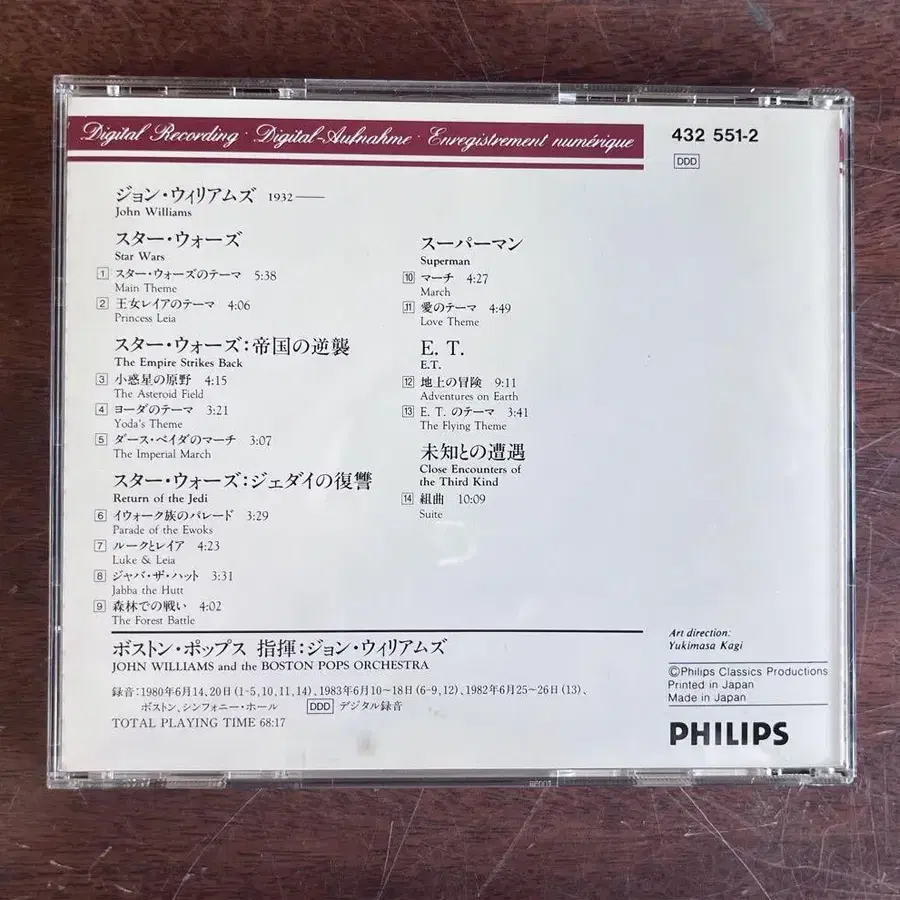 Digital Recording · Digital-Aufnahme · Enregistrement numérique
432 551-2
DDD
ジョン・ウィリアムズ 1932——
John Williams
スター・ウォーズ
Star Wars
1 スター・ウォーズのテーマ 5:38
Main Theme
2 王女レイアのテーマ 4:06
Princess Leia
スター・ウォーズ:帝国の逆襲
The Empire Strikes Back
3 小惑星の原野 4:15
The Asteroid Field
4 ヨーダのテーマ 3:21
Yoda's Theme
5 ダース・ベイダのマーチ 3:07
The Imperial March
スター・ウォーズ:ジェダイの復讐
Return of the Jedi
6 イウォーク族のパレード 3:29
Parade of the Ewoks
7 ルークとレイア 4:23
Luke & Leia
8 ジャバ・ザ・ハット 3:31
Jabba the Hutt
9 森林での戦い 4:02
The Forest Battle
スーパーマン
Superman
10 マーチ 4:27
March
11 愛のテーマ 4:49
Love Theme
E. T.
E.T.
12 地上の冒険 9:11
Adventures on Earth
13 E. T. のテーマ 3:41
The Flying Theme
未知との遭遇
Close Encounters of
the Third Kind
14 組曲 10:09
Suite
ボストン・ポップス 指揮:ジョン・ウィリアムズ
JOHN WILLIAMS and the BOSTON POPS ORCHESTRA
録音:1980年6月14、20日(1-5,10,11,14)、1983年6月10〜18日(6-9,12)、1982年6月25〜26日(13)、
ボストン、シンフォニー・ホール DDD デジタル録音
TOTAL PLAYING TIME 68:17
Art direction:
Yukimasa Kagi
©Philips Classics Productions
Printed in Japan
Made in Japan
PHILIPS